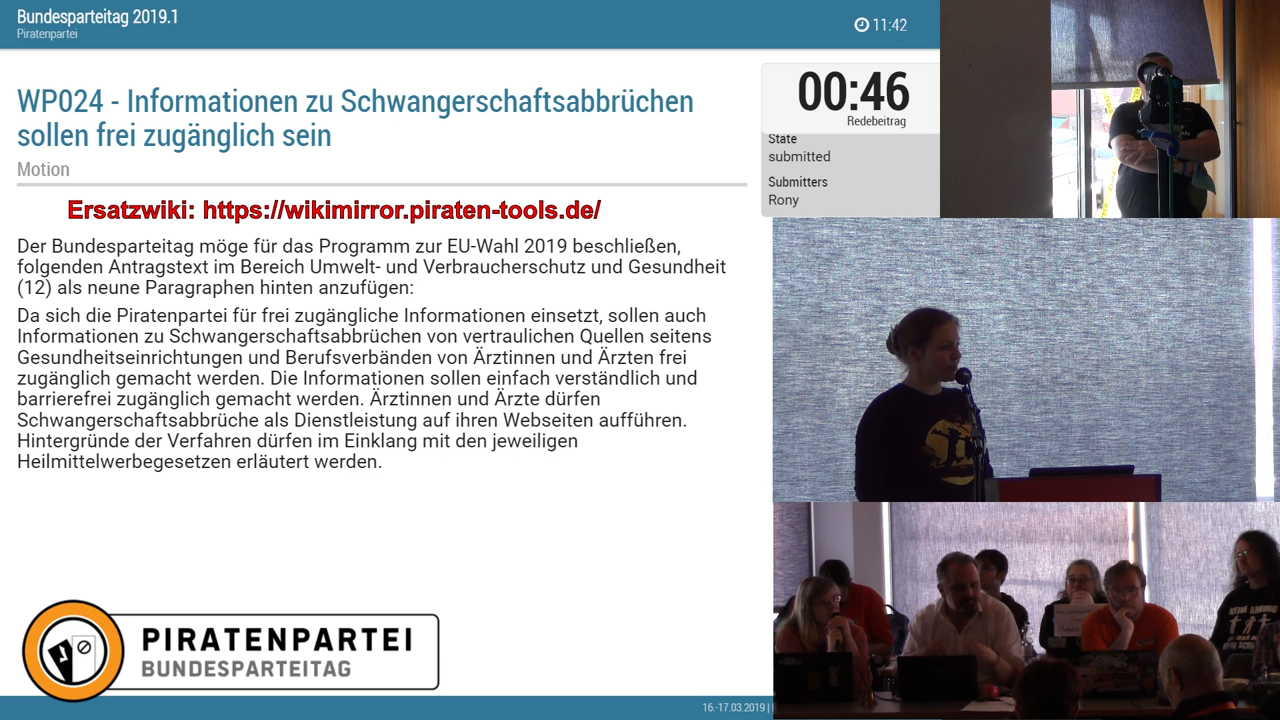 Bundesparteitag 2019.1
Piratenpartei
11:42
WP024 - Informationen zu Schwangerschaftsabbrüchen
sollen frei zugänglich sein
Motion
00:46
Redebeitrag
State
submitted
Submitters
Rony
Ersatzwiki: https://wikimirror.piraten-tools.de/
Der Bundesparteitag möge für das Programm zur EU-Wahl 2019 beschließen,
folgenden Antragstext im Bereich Umwelt- und Verbraucherschutz und Gesundheit
(12) als neune Paragraphen hinten anzufügen:
Da sich die Piratenpartei für frei zugängliche Informationen einsetzt, sollen auch
Informationen zu Schwangerschaftsabbrüchen von vertraulichen Quellen seitens
Gesundheitseinrichtungen und Berufsverbänden von Ärztinnen und Ärzten frei
zugänglich gemacht werden. Die Informationen sollen einfach verständlich und
barrierefrei zugänglich gemacht werden. Ärztinnen und Ärzte dürfen
Schwangerschaftsabbrüche als Dienstleistung auf ihren Webseiten aufführen.
Hintergründe der Verfahren dürfen im Einklang mit den jeweiligen
Heilmittelwerbegesetzen erläutert werden.
PIRATENPARTEI
BUNDESPARTEITAG
16.-17.03.2019 |
KEINE AHNUNG